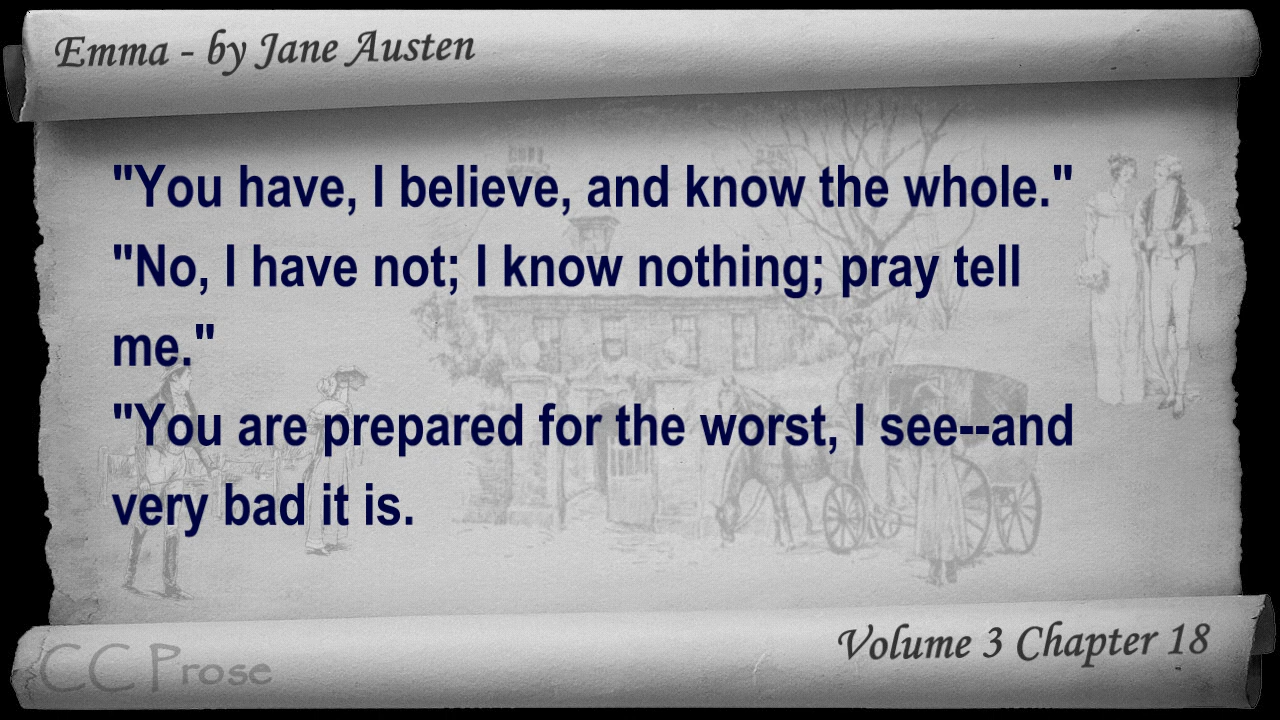 Emma - by Jane Austen
"You have, I believe, and know the whole."
"No, I have not; I know nothing; pray tell
me."
"You are prepared for the worst, I see--and
very bad it is.
Volume 3 Chapter 18
CC Prose